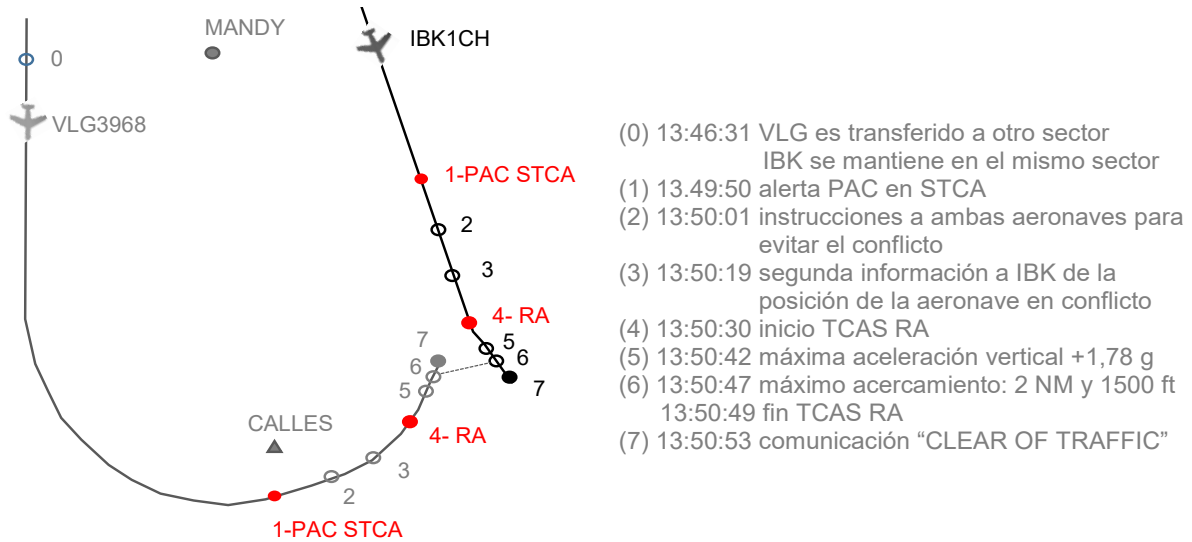 MANDY
IBK1CH
0
VLG3968
1-PAC STCA
2
3
4- RA
5
6
7
7
6
5
4- RA
CALLES
3
2
1-PAC STCA
(0) 13:46:31 VLG es transferido a otro sector
IBK se mantiene en el mismo sector
(1) 13.49:50 alerta PAC en STCA
(2) 13:50:01 instrucciones a ambas aeronaves para
evitar el conflicto
(3) 13:50:19 segunda información a IBK de la
posición de la aeronave en conflicto
(4) 13:50:30 inicio TCAS RA
(5) 13:50:42 máxima aceleración vertical +1,78 g
(6) 13:50:47 máximo acercamiento: 2 NM y 1500 ft
13:50:49 fin TCAS RA
(7) 13:50:53 comunicación “CLEAR OF TRAFFIC”